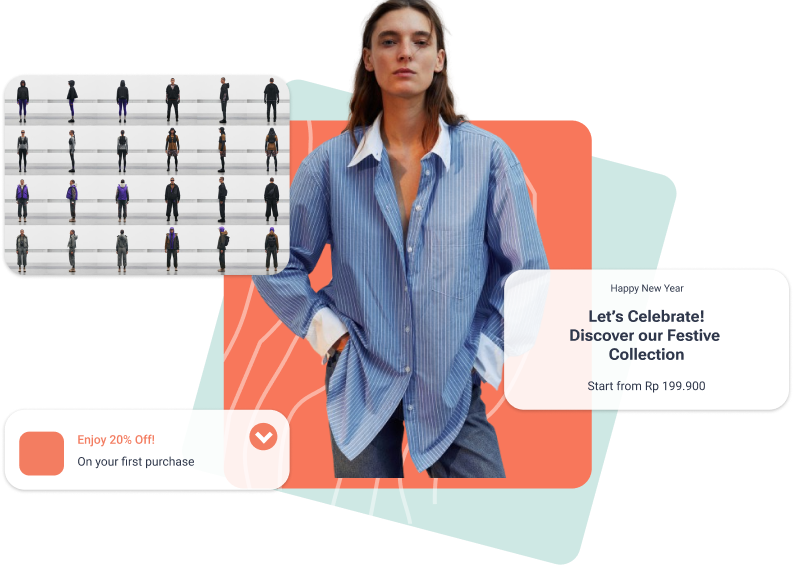 Happy New Year
Let's Celebrate!
Discover our Festive
Collection
Start from Rp 199.900
Enjoy 20% Off!
On your first purchase